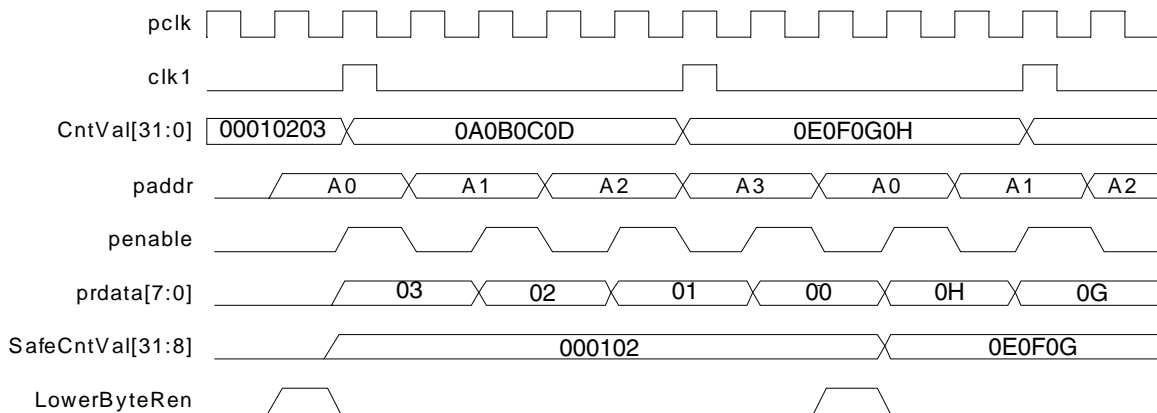 pclk
clk1
CntVal[31:0] 00010203 0A0B0C0D 0E0F0G0H
paddr A0 A1 A2 A3 A0 A1 A2
penable
prdata[7:0] 03 02 01 00 0H 0G
SafeCntVal[31:8] 000102 0E0F0G
LowerByteRen